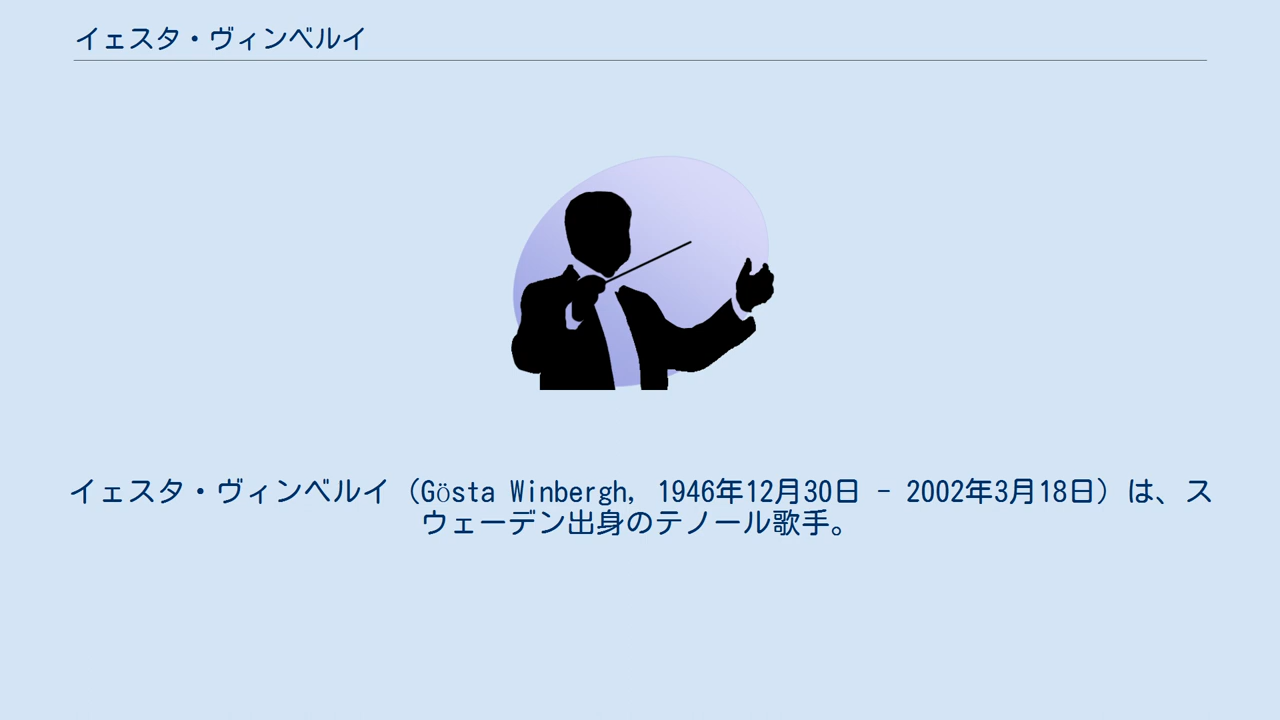 イェスタ・ヴィンベルイ
イェスタ・ヴィンベルイ（Gösta Winbergh, 1946年12月30日 - 2002年3月18日）は、ス
ウェーデン出身のテノール歌手。